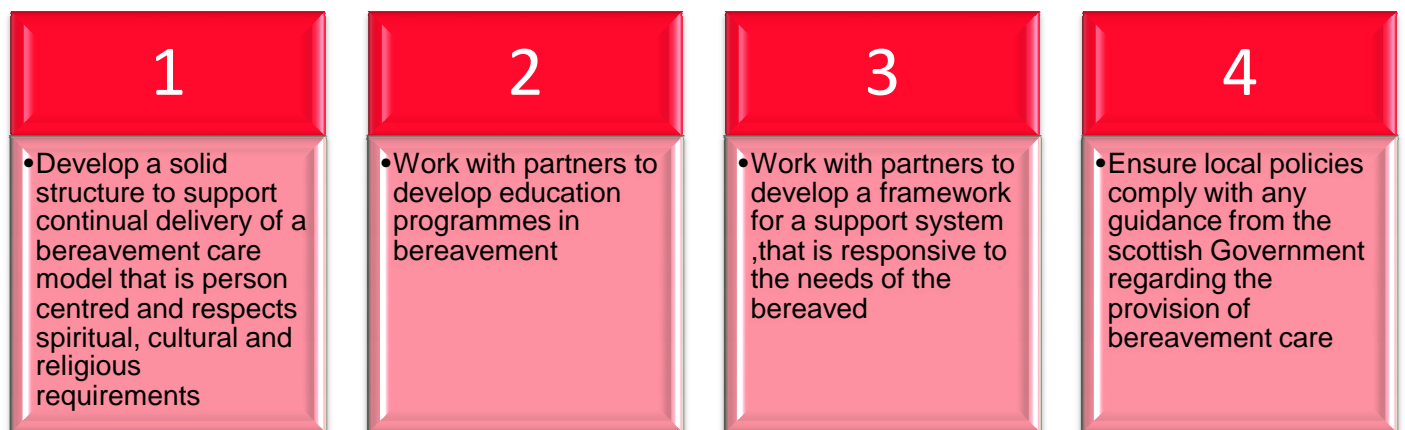 1
•Develop a solid
structure to support
continual delivery of a
bereavement care
model that is person
centred and respects
spiritual, cultural and
religious
requirements
2
•Work with partners to
develop education
programmes in
bereavement
3
•Work with partners to
develop a framework
for a support system
,that is responsive to
the needs of the
bereaved
4
•Ensure local policies
comply with any
guidance from the
scottish Government
regarding the
provision of
bereavement care